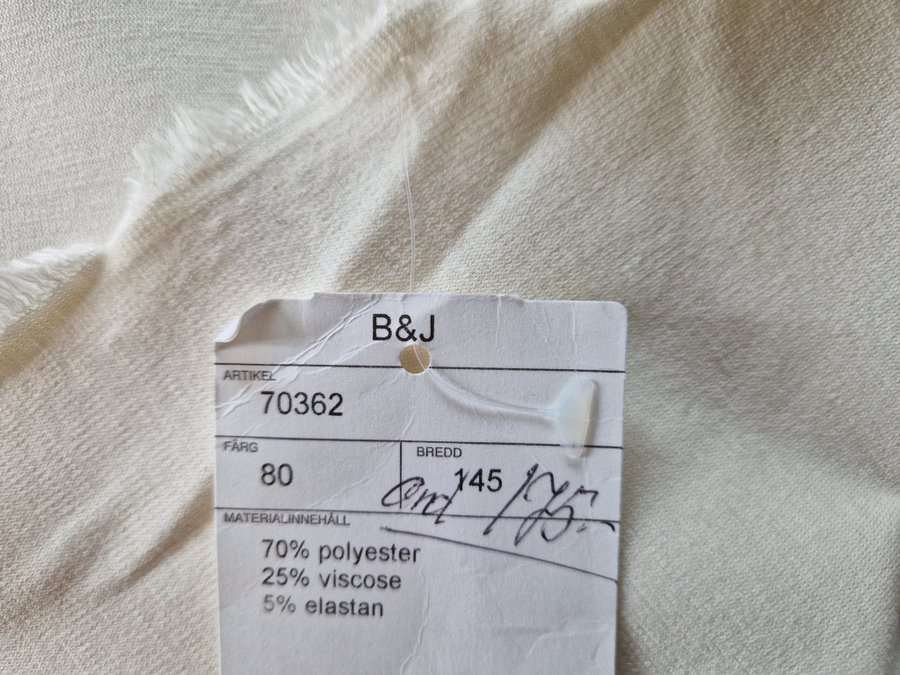 B&J
ARTIKEL
70362
FÄRG
80
BREDD
145
175:-
MATERIALINNEHÅLL
70% polyester
25% viscose
5% elastan